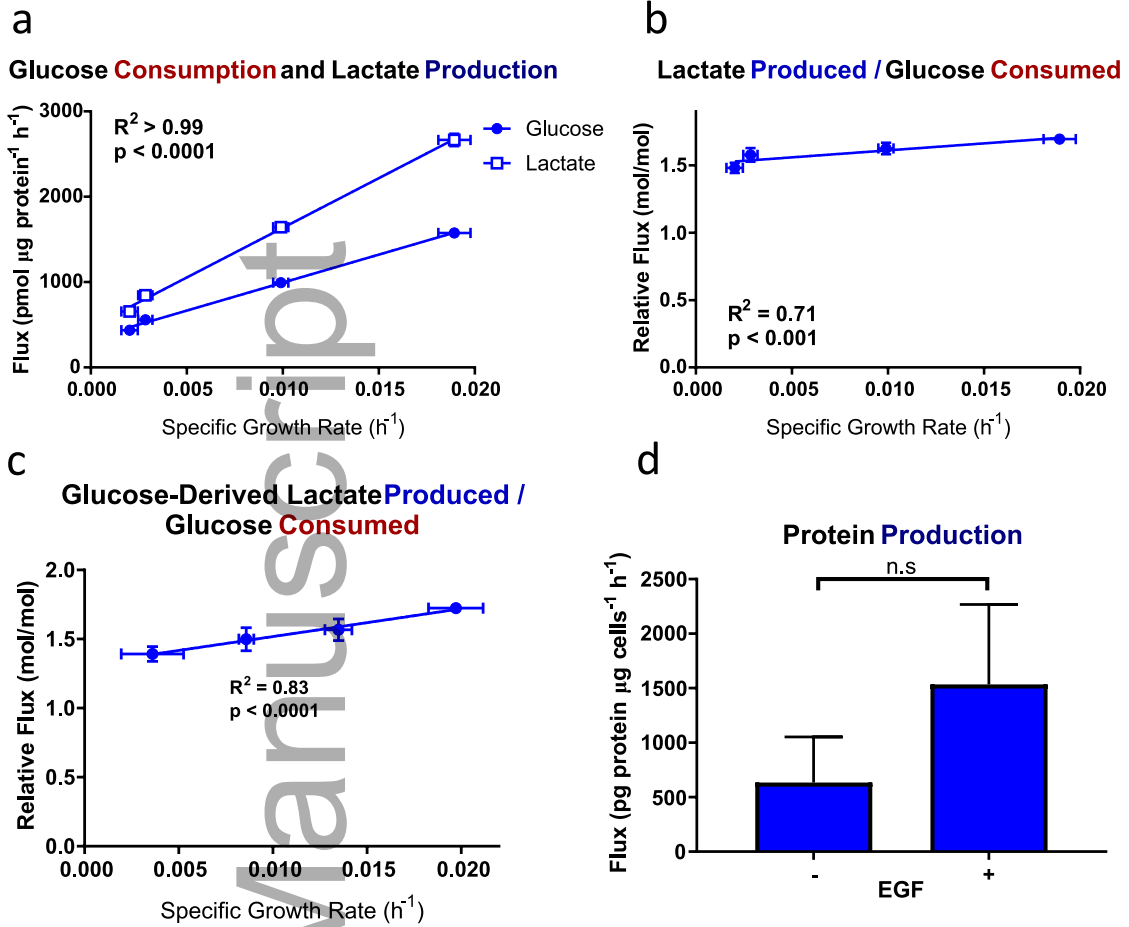 a
Glucose Consumption and Lactate Production
Flux (pmol µg protein⁻¹ h⁻¹)
3000
2000
1000
0
R² > 0.99
p < 0.0001
Glucose
Lactate
0.000 0.005 0.010 0.015 0.020
Specific Growth Rate (h⁻¹)
b
Lactate Produced / Glucose Consumed
Relative Flux (mol/mol)
1.5
1.0
0.5
0.0
R² = 0.71
p < 0.001
0.000 0.005 0.010 0.015 0.020
Specific Growth Rate (h⁻¹)
c
Glucose-Derived Lactate Produced /
Glucose Consumed
Relative Flux (mol/mol)
2.0
1.5
1.0
0.5
0.0
R² = 0.83
p < 0.0001
0.000 0.005 0.010 0.015 0.020
Specific Growth Rate (h⁻¹)
d
Protein Production
Flux (pg protein µg cells⁻¹ h⁻¹)
2500
2000
1500
1000
500
0
n.s
- +
EGF
Manuscript